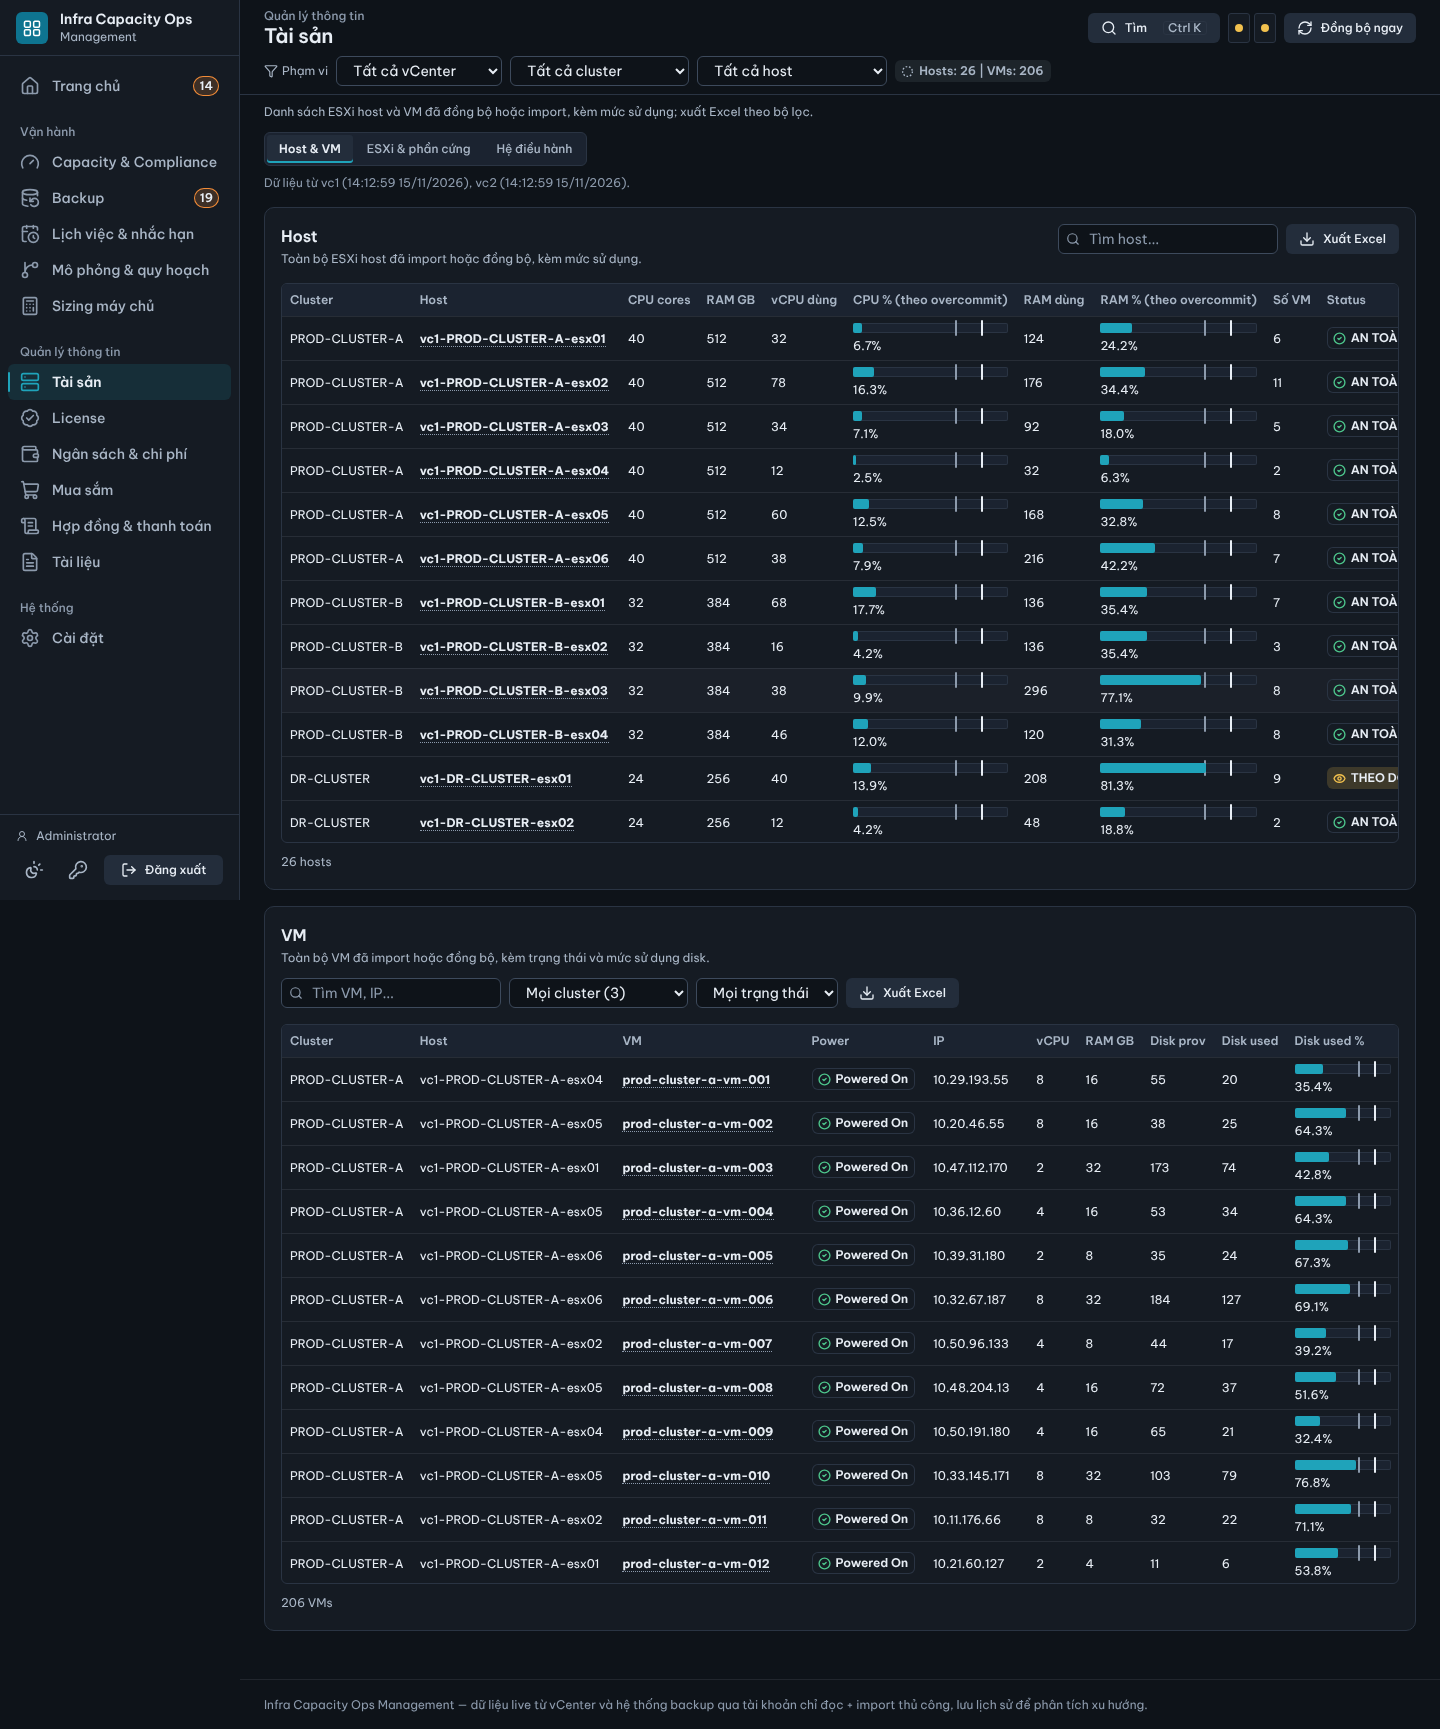 Infra Capacity Ops
Management
Trang chủ 14
Vận hành
Capacity & Compliance
Backup 19
Lịch việc & nhắc hạn
Mô phỏng & quy hoạch
Sizing máy chủ
Quản lý thông tin
Tài sản
License
Ngân sách & chi phí
Mua sắm
Hợp đồng & thanh toán
Tài liệu
Hệ thống
Cài đặt
Administrator
Đăng xuất
Quản lý thông tin
Tài sản
Tìm Ctrl K
Đồng bộ ngay
Phạm vi Tất cả vCenter Tất cả cluster Tất cả host Hosts: 26 | VMs: 206
Danh sách ESXi host và VM đã đồng bộ hoặc import, kèm mức sử dụng; xuất Excel theo bộ lọc.
Host & VM ESXi & phần cứng Hệ điều hành
Dữ liệu từ vc1 (14:12:59 15/11/2026), vc2 (14:12:59 15/11/2026).
Host
Toàn bộ ESXi host đã import hoặc đồng bộ, kèm mức sử dụng.
Tìm host... Xuất Excel
Cluster Host CPU cores RAM GB vCPU dùng CPU % (theo overcommit) RAM dùng RAM % (theo overcommit) Số VM Status
PROD-CLUSTER-A vc1-PROD-CLUSTER-A-esx01 40 512 32 6.7% 124 24.2% 6 AN TOÀ
PROD-CLUSTER-A vc1-PROD-CLUSTER-A-esx02 40 512 78 16.3% 176 34.4% 11 AN TOÀ
PROD-CLUSTER-A vc1-PROD-CLUSTER-A-esx03 40 512 34 7.1% 92 18.0% 5 AN TOÀ
PROD-CLUSTER-A vc1-PROD-CLUSTER-A-esx04 40 512 12 2.5% 32 6.3% 2 AN TOÀ
PROD-CLUSTER-A vc1-PROD-CLUSTER-A-esx05 40 512 60 12.5% 168 32.8% 8 AN TOÀ
PROD-CLUSTER-A vc1-PROD-CLUSTER-A-esx06 40 512 38 7.9% 216 42.2% 7 AN TOÀ
PROD-CLUSTER-B vc1-PROD-CLUSTER-B-esx01 32 384 68 17.7% 136 35.4% 7 AN TOÀ
PROD-CLUSTER-B vc1-PROD-CLUSTER-B-esx02 32 384 16 4.2% 136 35.4% 3 AN TOÀ
PROD-CLUSTER-B vc1-PROD-CLUSTER-B-esx03 32 384 38 9.9% 296 77.1% 8 AN TOÀ
PROD-CLUSTER-B vc1-PROD-CLUSTER-B-esx04 32 384 46 12.0% 120 31.3% 8 AN TOÀ
DR-CLUSTER vc1-DR-CLUSTER-esx01 24 256 40 13.9% 208 81.3% 9 THEO D
DR-CLUSTER vc1-DR-CLUSTER-esx02 24 256 12 4.2% 48 18.8% 2 AN TOÀ
26 hosts
VM
Toàn bộ VM đã import hoặc đồng bộ, kèm trạng thái và mức sử dụng disk.
Tìm VM, IP... Mọi cluster (3) Mọi trạng thái Xuất Excel
Cluster Host VM Power IP vCPU RAM GB Disk prov Disk used Disk used %
PROD-CLUSTER-A vc1-PROD-CLUSTER-A-esx04 prod-cluster-a-vm-001 Powered On 10.29.193.55 8 16 55 20 35.4%
PROD-CLUSTER-A vc1-PROD-CLUSTER-A-esx05 prod-cluster-a-vm-002 Powered On 10.20.46.55 8 16 38 25 64.3%
PROD-CLUSTER-A vc1-PROD-CLUSTER-A-esx01 prod-cluster-a-vm-003 Powered On 10.47.112.170 2 32 173 74 42.8%
PROD-CLUSTER-A vc1-PROD-CLUSTER-A-esx05 prod-cluster-a-vm-004 Powered On 10.36.12.60 4 16 53 34 64.3%
PROD-CLUSTER-A vc1-PROD-CLUSTER-A-esx06 prod-cluster-a-vm-005 Powered On 10.39.31.180 2 8 35 24 67.3%
PROD-CLUSTER-A vc1-PROD-CLUSTER-A-esx06 prod-cluster-a-vm-006 Powered On 10.32.67.187 8 32 184 127 69.1%
PROD-CLUSTER-A vc1-PROD-CLUSTER-A-esx02 prod-cluster-a-vm-007 Powered On 10.50.96.133 4 8 44 17 39.2%
PROD-CLUSTER-A vc1-PROD-CLUSTER-A-esx05 prod-cluster-a-vm-008 Powered On 10.48.204.13 4 16 72 37 51.6%
PROD-CLUSTER-A vc1-PROD-CLUSTER-A-esx04 prod-cluster-a-vm-009 Powered On 10.50.191.180 4 16 65 21 32.4%
PROD-CLUSTER-A vc1-PROD-CLUSTER-A-esx05 prod-cluster-a-vm-010 Powered On 10.33.145.171 8 32 103 79 76.8%
PROD-CLUSTER-A vc1-PROD-CLUSTER-A-esx02 prod-cluster-a-vm-011 Powered On 10.11.176.66 8 8 32 22 71.1%
PROD-CLUSTER-A vc1-PROD-CLUSTER-A-esx01 prod-cluster-a-vm-012 Powered On 10.21.60.127 2 4 11 6 53.8%
206 VMs
Infra Capacity Ops Management — dữ liệu live từ vCenter và hệ thống backup qua tài khoản chỉ đọc + import thủ công, lưu lịch sử để phân tích xu hướng.